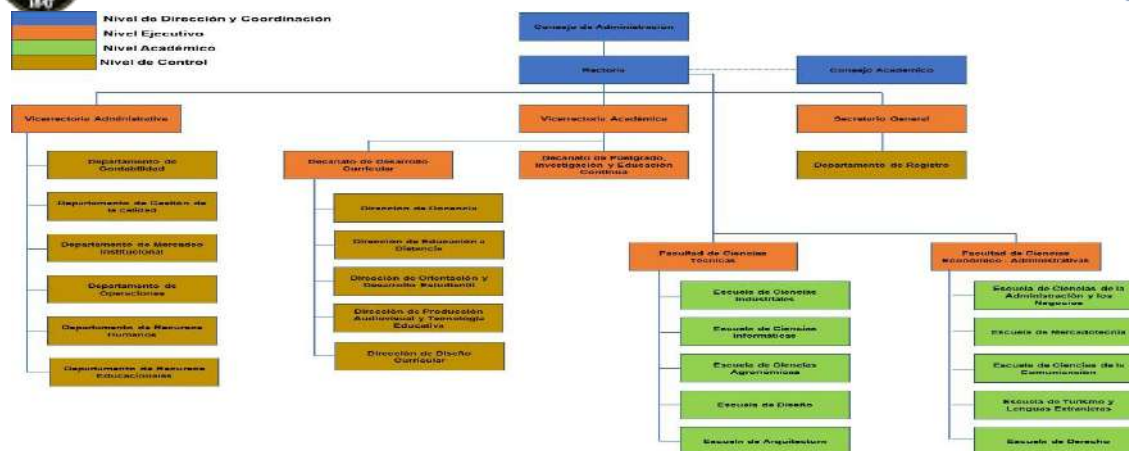 Nivel de Dirección y Coordinación
Nivel Ejecutivo
Nivel Académico
Nivel de Control
Consejo de Administración
Rectoría
Consejo Académico
Vicerrectoría Administrativa
Vicerrectoría Académica
Secretario General
Departamento de
Contabilidad
Departamento de Gestión de
la calidad
Departamento de Mercadeo
Institucional
Departamento de
Operaciones
Departamento de Recursos
Humanos
Departamento de Recursos
Educacionales
Decanato de Desarrollo
Curricular
Decanato de Postgrado,
Investigación y Educación
Continua
Departamento de Registro
Dirección de Docencia
Dirección de Educación a
Distancia
Dirección de Orientación y
Desarrollo Estudiantil
Dirección de Producción
Audiovisual y Tecnología
Educativa
Dirección de Diseño
Curricular
Facultad de Ciencias
Técnicas
Escuela de Ciencias
Industriales
Escuela de Ciencias
Informáticas
Escuela de Ciencias
Agronómicas
Escuela de Diseño
Escuela de Arquitectura
Facultad de Ciencias
Económico - Administrativas
Escuela de Ciencias de la
Administración y los
Negocios
Escuela de Mercadotecnia
Escuela de Ciencias de la
Comunicación
Escuela de Turismo y
Lenguas Extranjeras
Escuela de Derecho